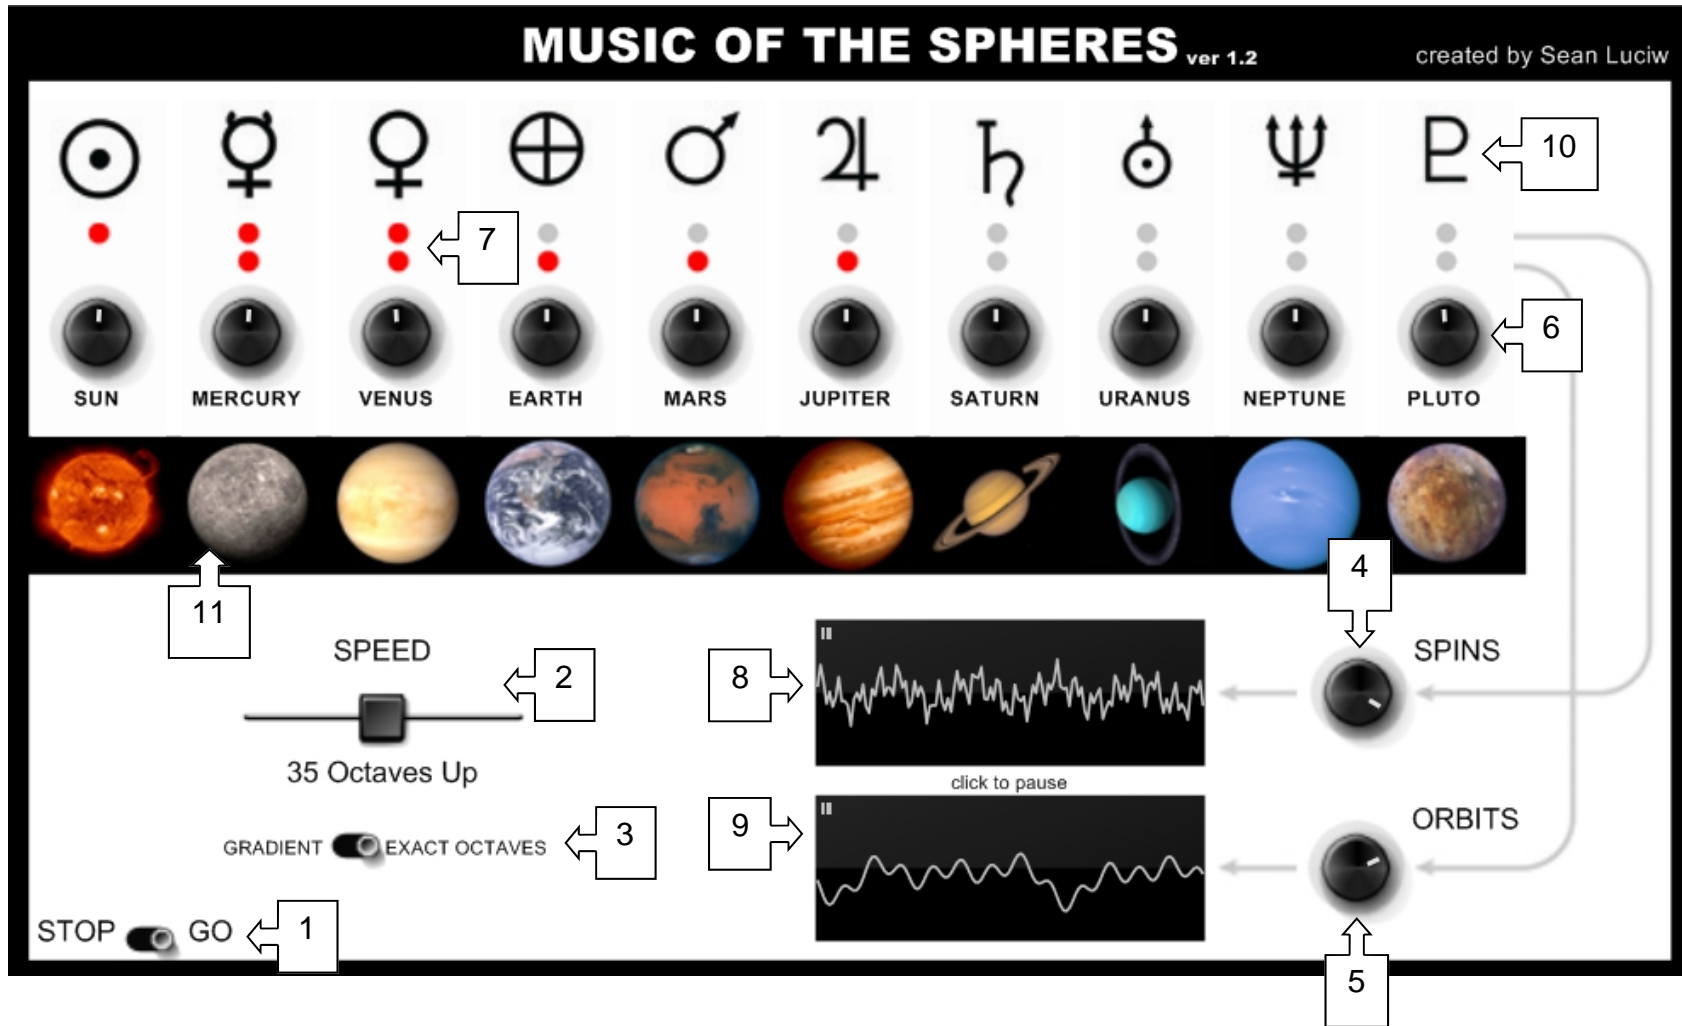 MUSIC OF THE SPHERES ver 1.2
created by Sean Luciw
10
7
6
SUN MERCURY VENUS EARTH MARS JUPITER SATURN URANUS NEPTUNE PLUTO
4
11
SPEED
2
8
SPINS
35 Octaves Up
click to pause
9
ORBITS
3
GRADIENT EXACT OCTAVES
STOP GO
1
5